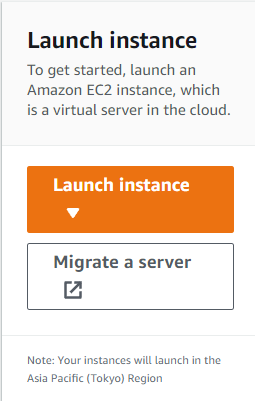 Launch instance
To get started, launch an
Amazon EC2 instance, which
is a virtual server in the cloud.
Launch instance
Migrate a server
Note: Your instances will launch in the
Asia Pacific (Tokyo) Region